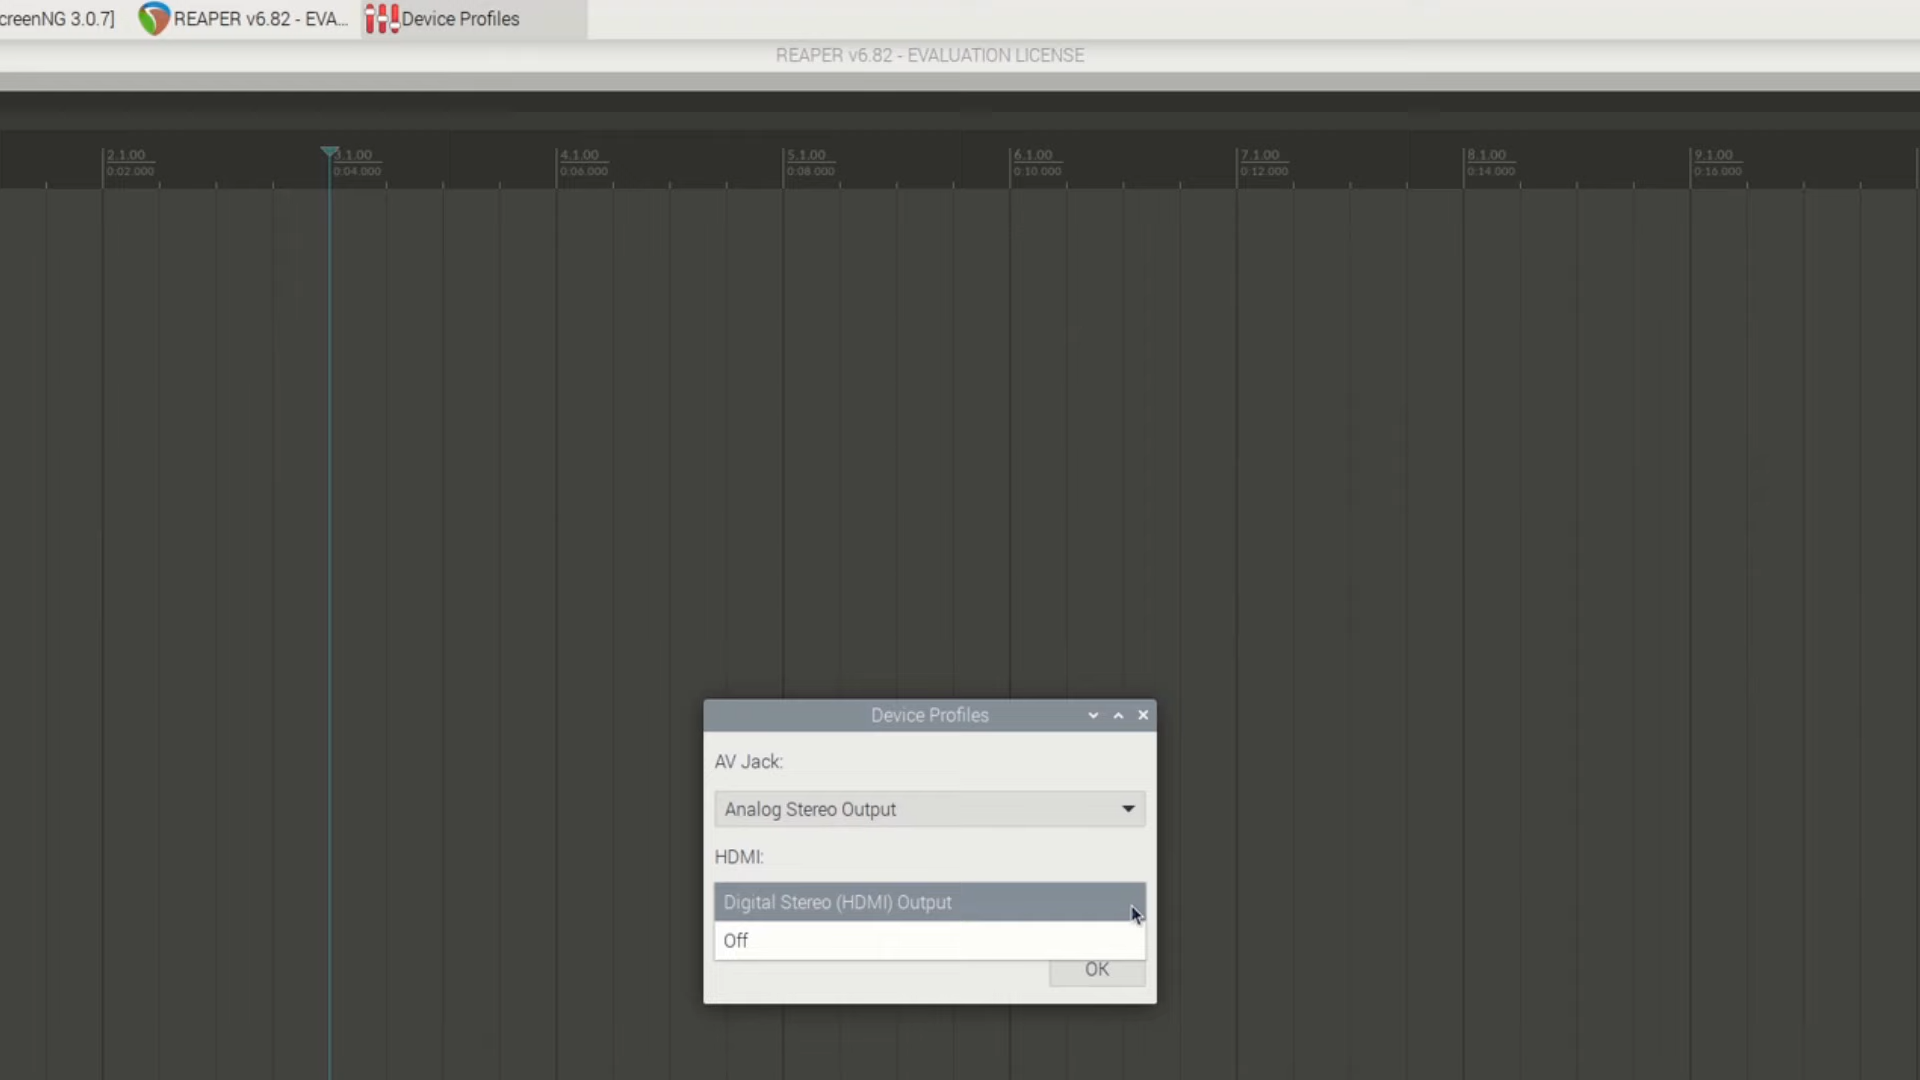 creenNG 3.0.7]
REAPER v6.82 - EVA...
Device Profiles
REAPER v6.82 - EVALUATION LICENSE
2.1.00
0:02.000
3.1.00
0:04.000
4.1.00
0:06.000
5.1.00
0:08.000
6.1.00
0:10.000
7.1.00
0:12.000
8.1.00
0:14.000
9.1.00
0:16.000
Device Profiles
AV Jack:
Analog Stereo Output
HDMI:
Digital Stereo (HDMI) Output
Off
OK